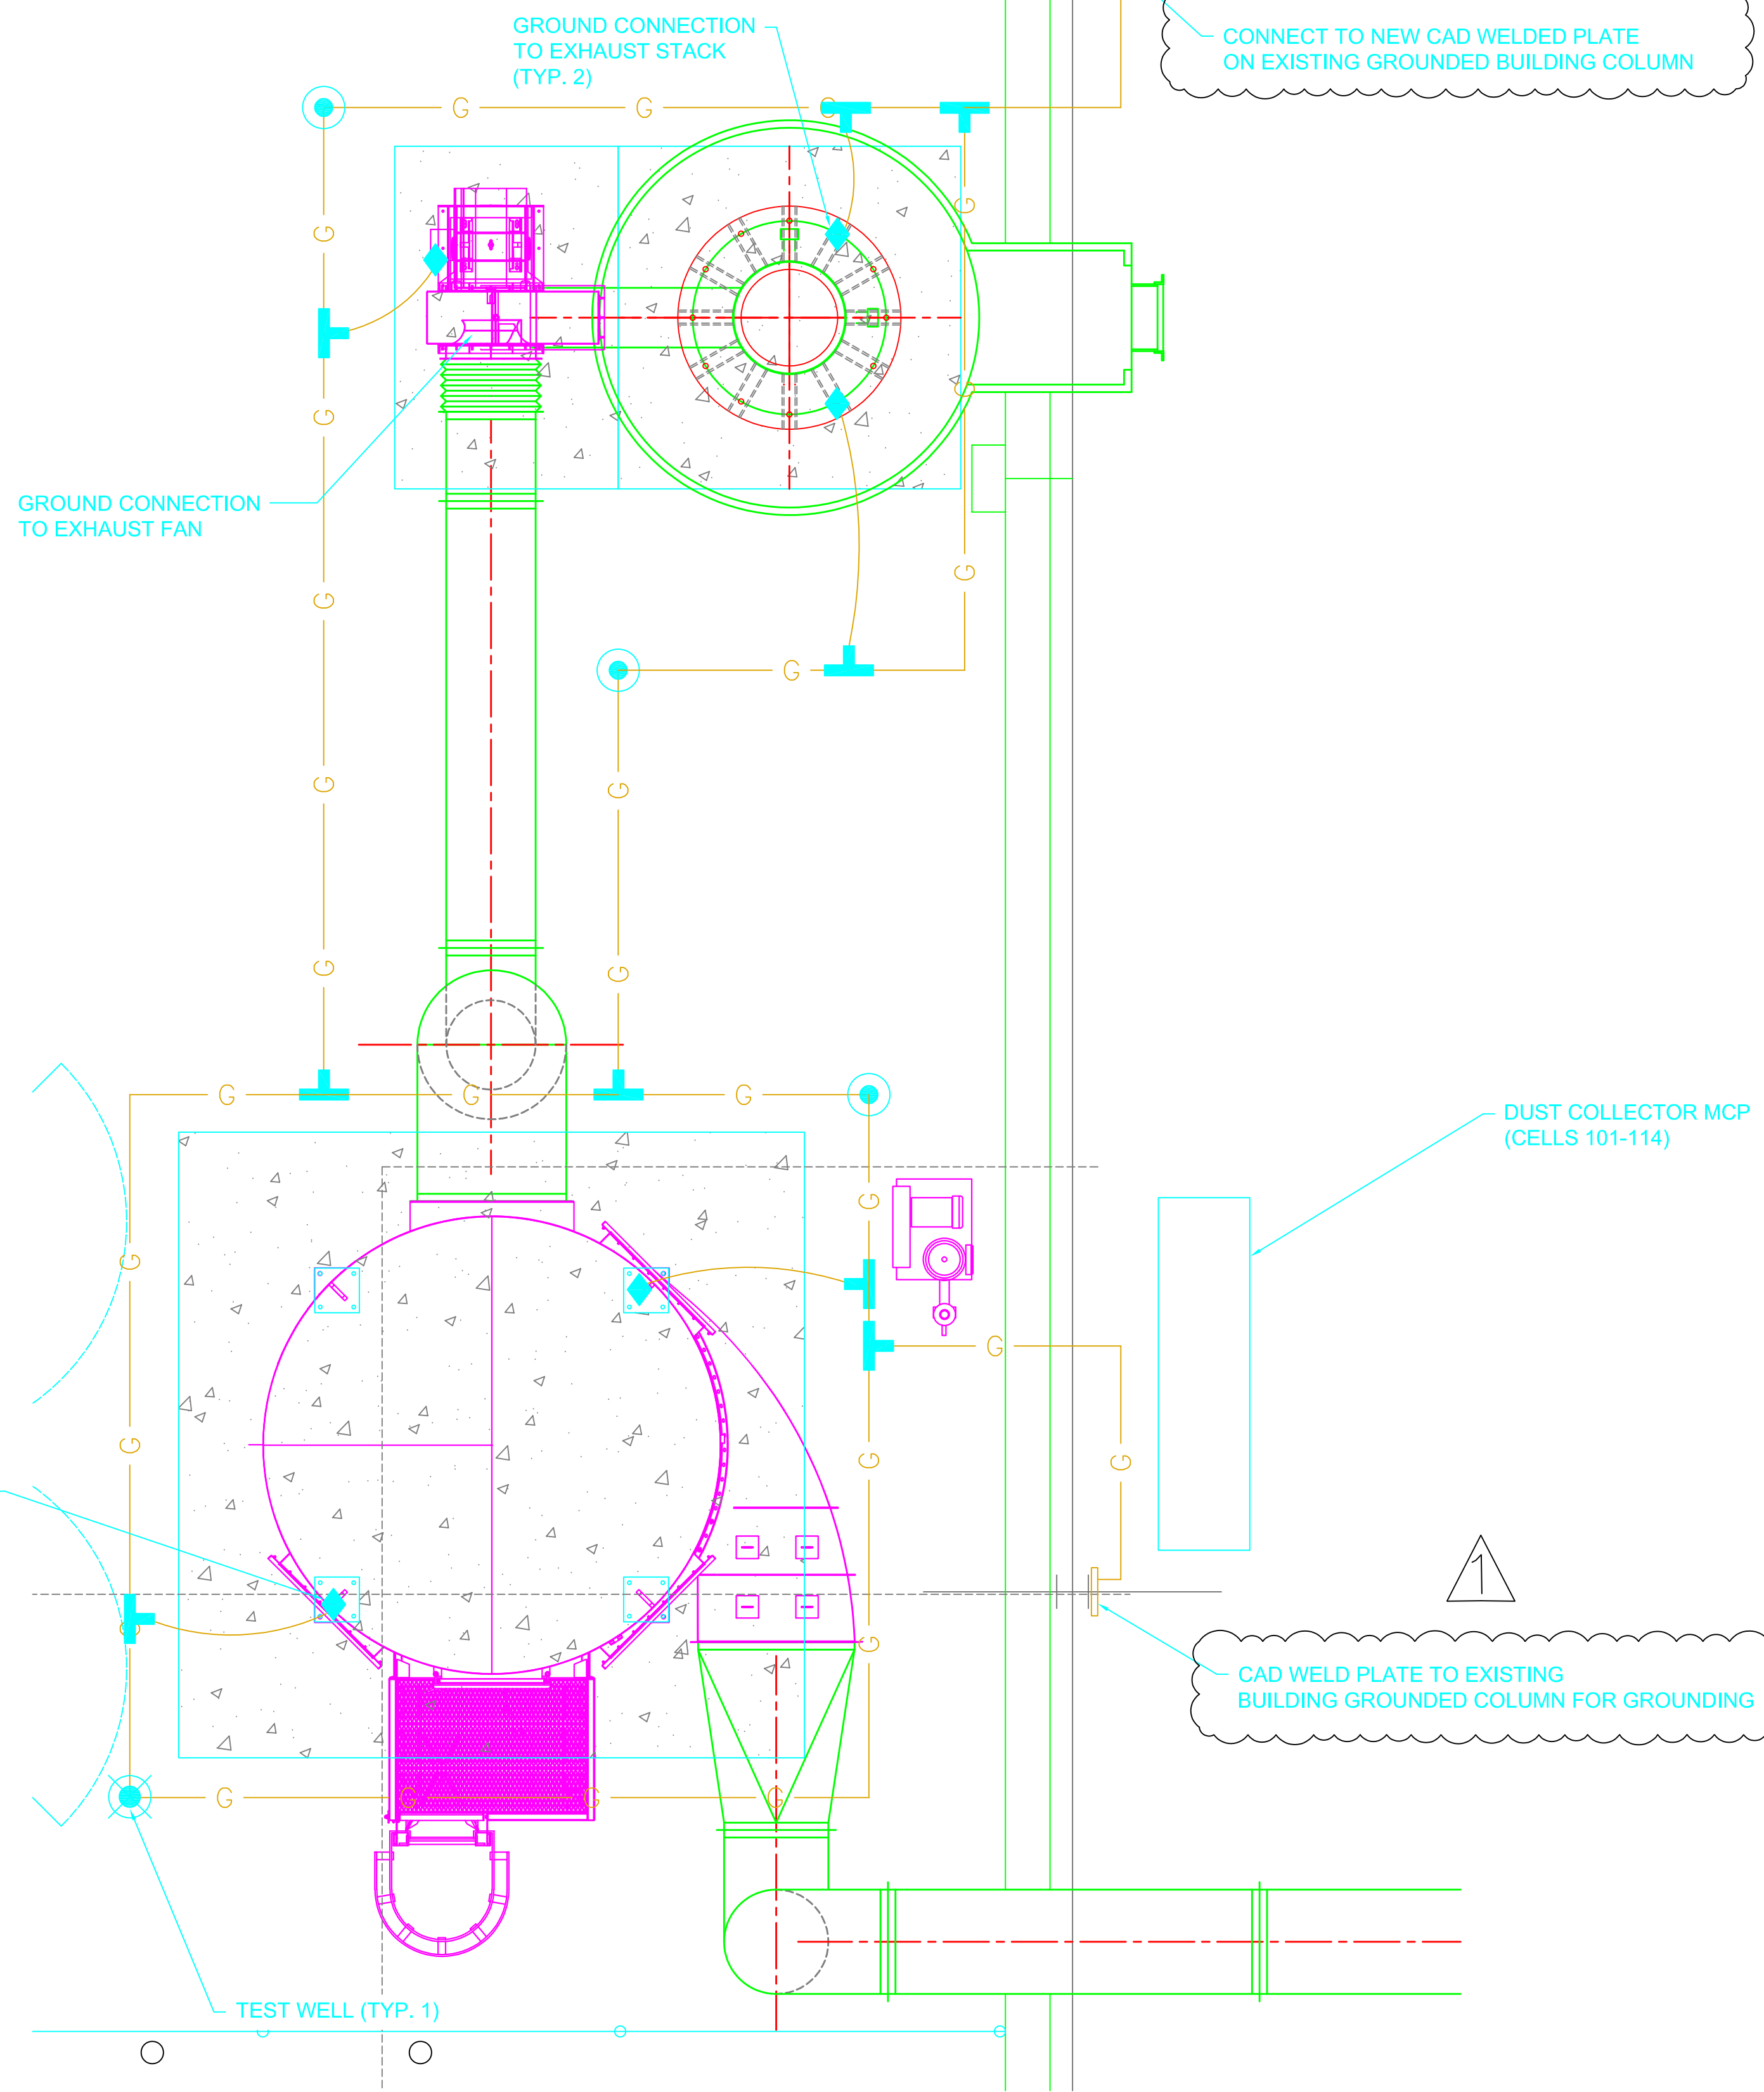 GROUND CONNECTION
TO EXHAUST STACK
(TYP. 2)
CONNECT TO NEW CAD WELDED PLATE
ON EXISTING GROUNDED BUILDING COLUMN
G G G
G
G
G
G
GROUND CONNECTION
TO EXHAUST FAN
G
G
G
G
G
G
G
G G G
DUST COLLECTOR MCP
(CELLS 101-114)
G
G
G
G
G
G
G
G
1
CAD WELD PLATE TO EXISTING
BUILDING GROUNDED COLUMN FOR GROUNDING
G G G G
TEST WELL (TYP. 1)